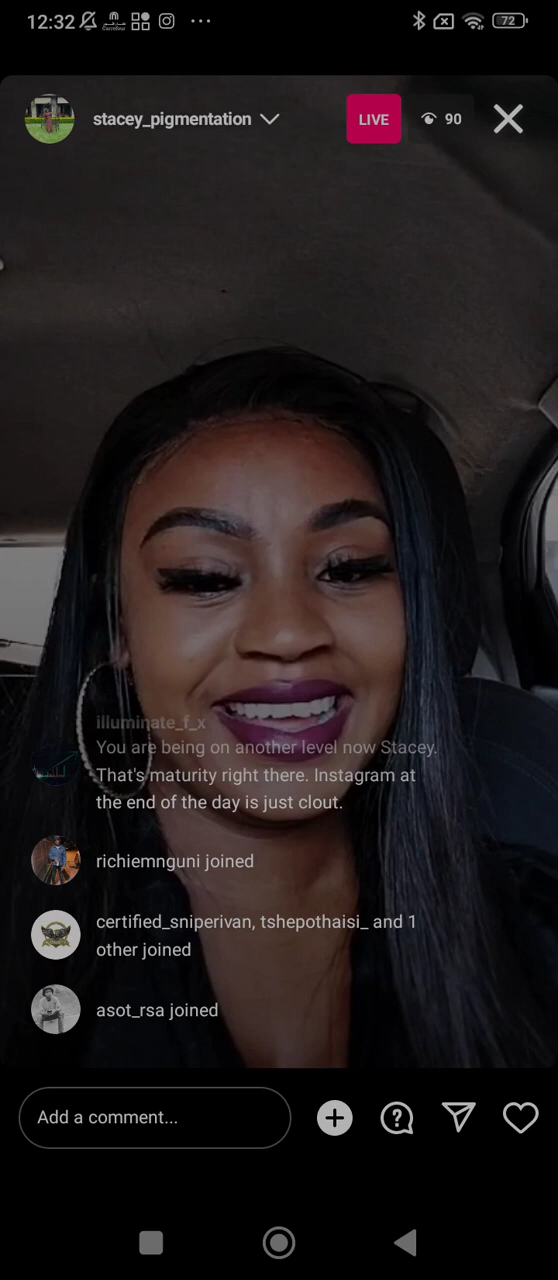 12:32
Carrefour
72
stacey_pigmentation
LIVE
90
illuminate_f_x
You are being on another level now Stacey.
That's maturity right there. Instagram at
the end of the day is just clout.
richiemnguni joined
certified_sniperivan, tshepothaisi_ and 1
other joined
asot_rsa joined
Add a comment...